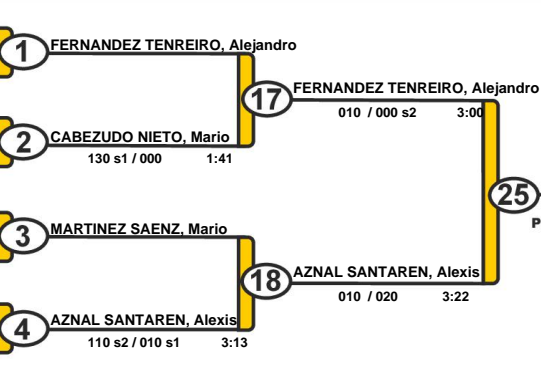 1
FERNANDEZ TENREIRO, Alejandro
17
FERNANDEZ TENREIRO, Alejandro
010 / 000 s2 3:00
2
CABEZUDO NIETO, Mario
130 s1 / 000 1:41
25
P
3
MARTINEZ SAENZ, Mario
18
AZNAL SANTAREN, Alexis
010 / 020 3:22
4
AZNAL SANTAREN, Alexis
110 s2 / 010 s1 3:13